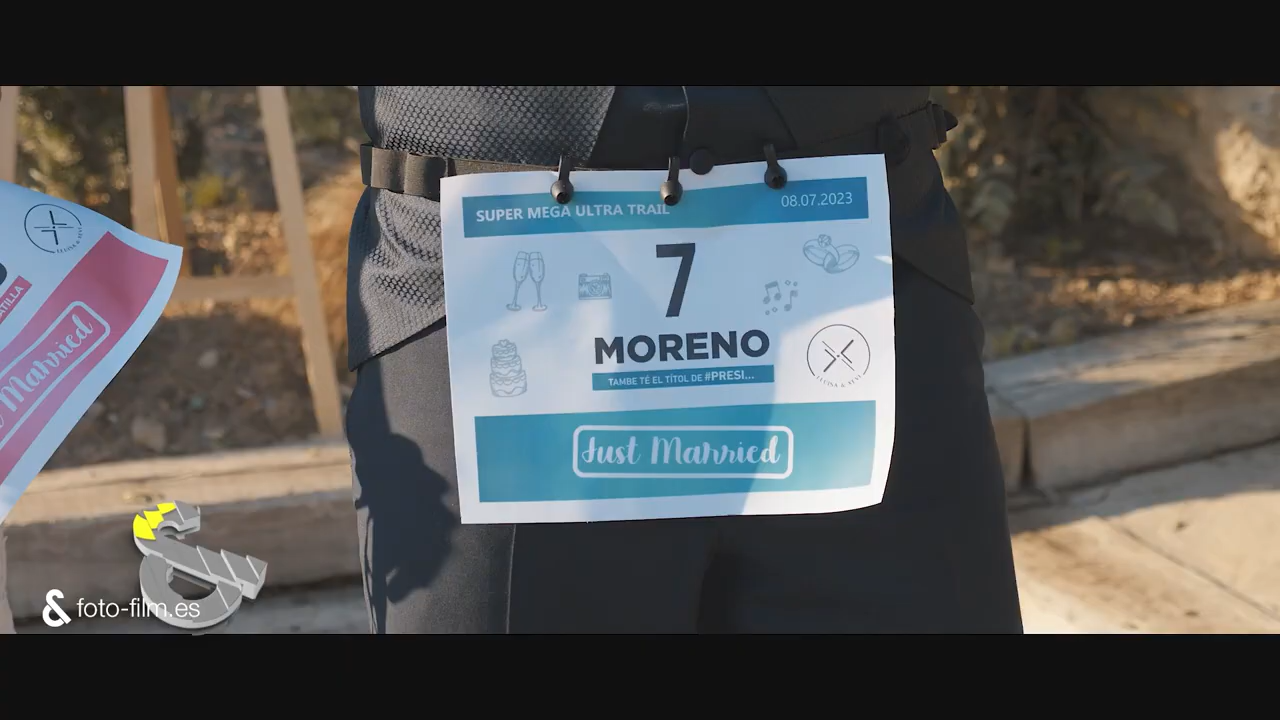 SUPER MEGA ULTRA TRAIL
08.07.2023
7
MORENO
TAMBE TÉ EL TÍTOL DE #PRESI...
Just Married
Married
& foto-film.es